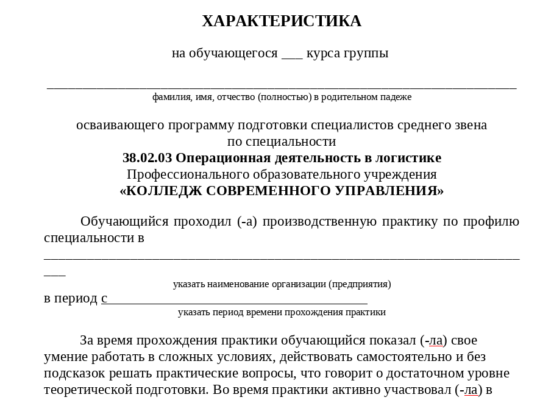 ХАРАКТЕРИСТИКА
на обучающегося ___ курса группы
___________________________________________________________________
фамилия, имя, отчество (полностью) в родительном падеже
осваивающего программу подготовки специалистов среднего звена
по специальности
38.02.03 Операционная деятельность в логистике
Профессионального образовательного учреждения
«КОЛЛЕДЖ СОВРЕМЕННОГО УПРАВЛЕНИЯ»
Обучающийся проходил (-а) производственную практику по профилю
специальности в
____________________________________________________________________
___
указать наименование организации (предприятия)
в период с______________________________________
указать период времени прохождения практики
За время прохождения практики обучающийся показал (-ла) свое
умение работать в сложных условиях, действовать самостоятельно и без
подсказок решать практические вопросы, что говорит о достаточном уровне
теоретической подготовки. Во время практики активно участвовал (-ла) в